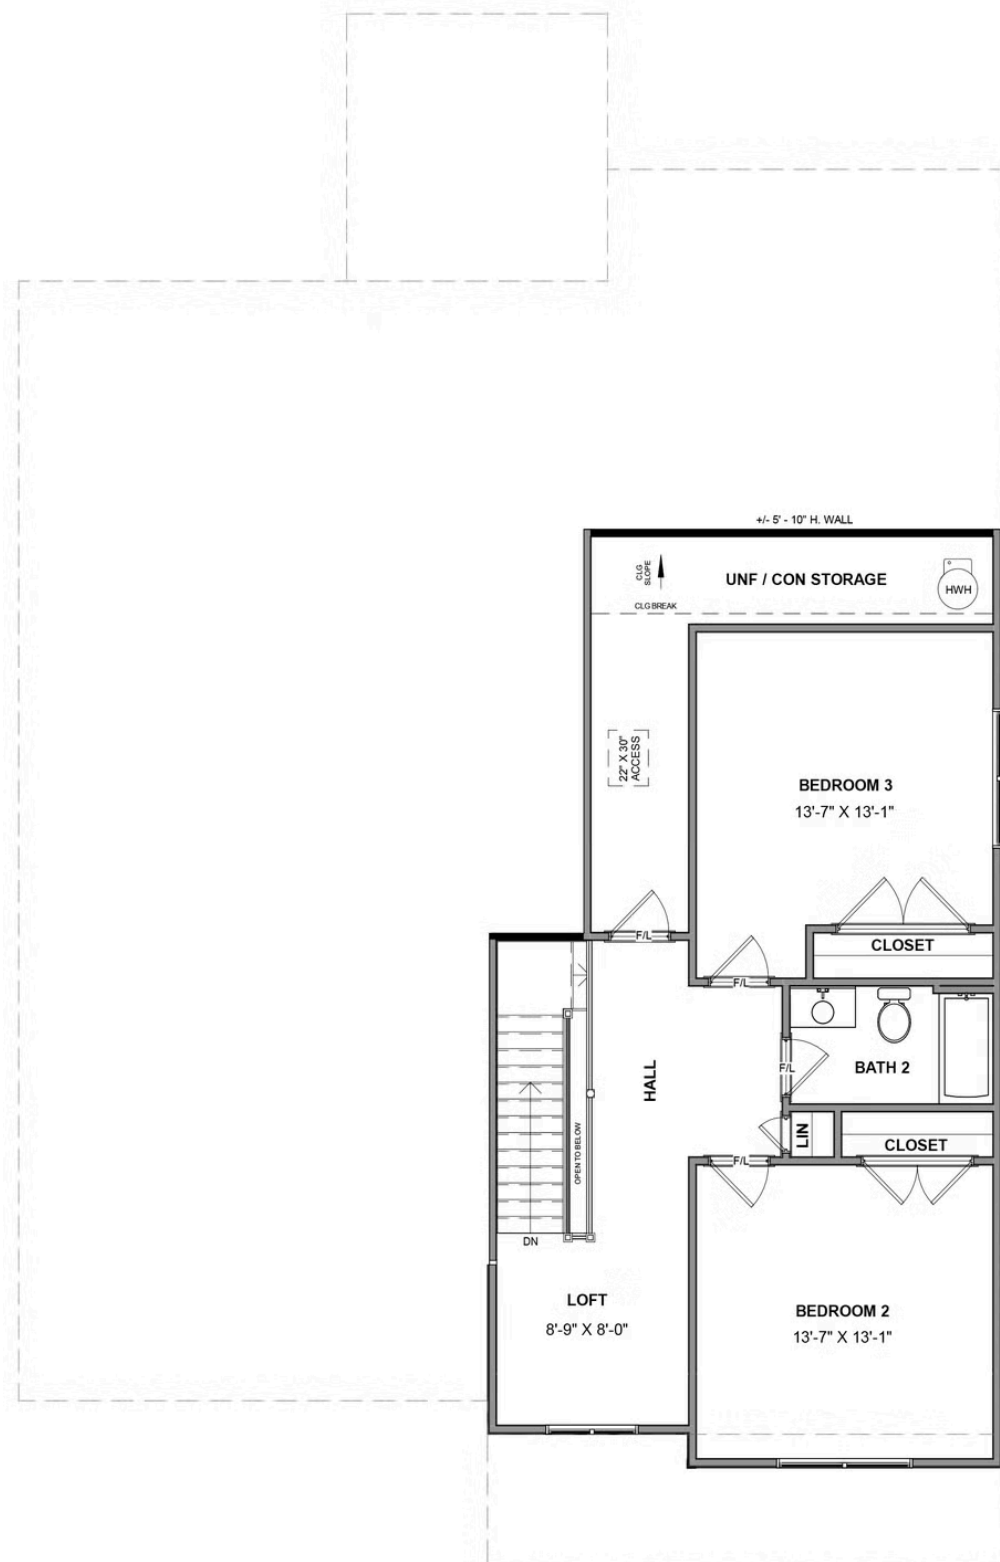 +/- 5' - 10" H. WALL
CLG
SLOPE
UNF / CON STORAGE
HWH
CLG BREAK
22" X 30"
ACCESS
BEDROOM 3
13'-7" X 13'-1"
F/L
CLOSET
F/L
HALL
F/L
BATH 2
OPEN TO BELOW
LIN
CLOSET
F/L
DN
LOFT
8'-9" X 8'-0"
BEDROOM 2
13'-7" X 13'-1"